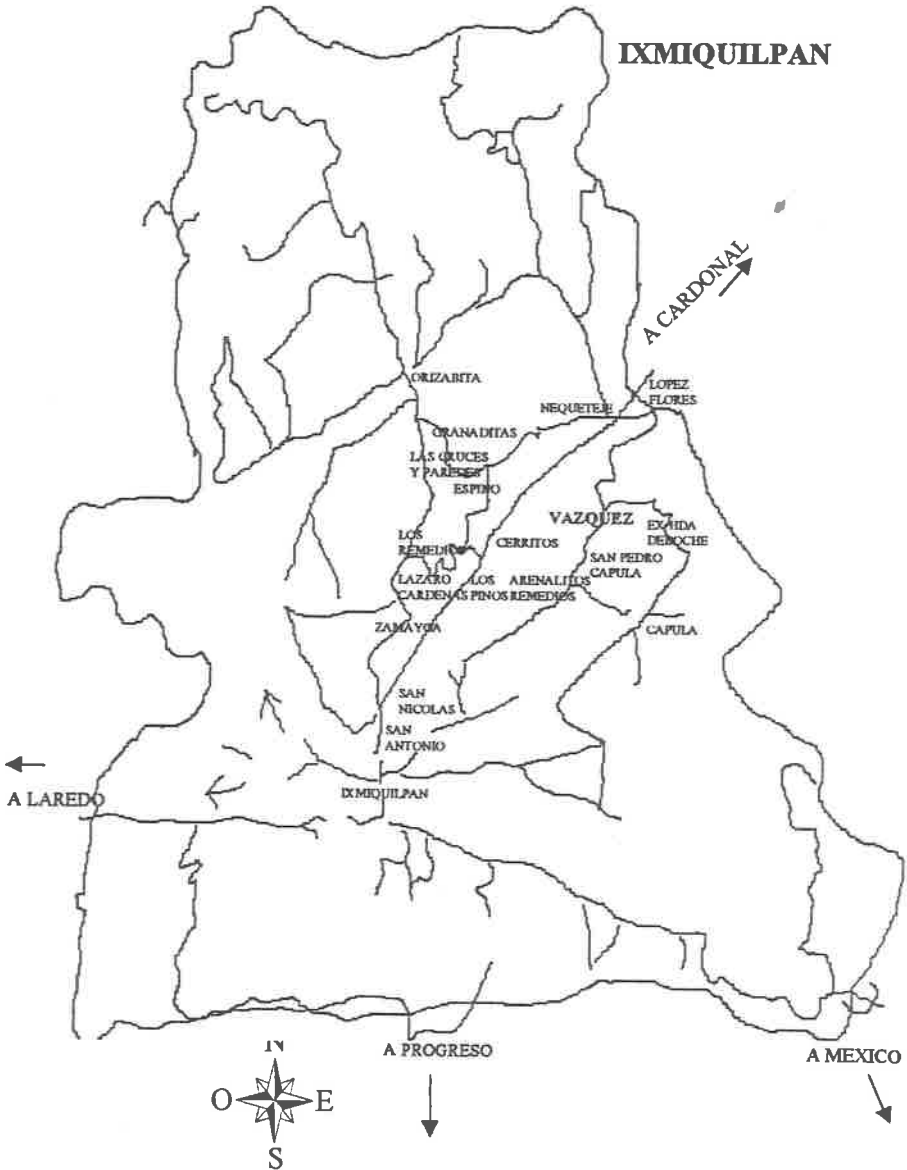 IXMIQUILPAN
A CARDONAL
ORIZABITA
LOPEZ
FLORES
NEQUETEJE
GRANADITAS
LAS CRUCES
Y PAREDES
ESPINO
VAZQUEZ
EX-HDA
DEBOCHE
LOS
REMEDIOS
CERRITOS
SAN PEDRO
CAPULA
LAZARO
CARDENAS
LOS
PINOS
ARENALITOS
REMEDIOS
ZAMAYOA
CAPULA
SAN
NICOLAS
SAN
ANTONIO
IXMIQUILPAN
A LAREDO
A PROGRESO
A MEXICO
N
O
E
S